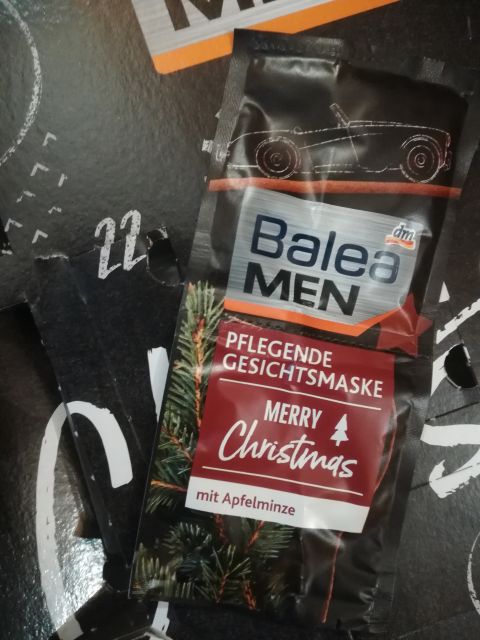 22
dm
Balea
MEN
PFLEGENDE
GESICHTSMASKE
MERRY
Christmas
mit Apfelminze